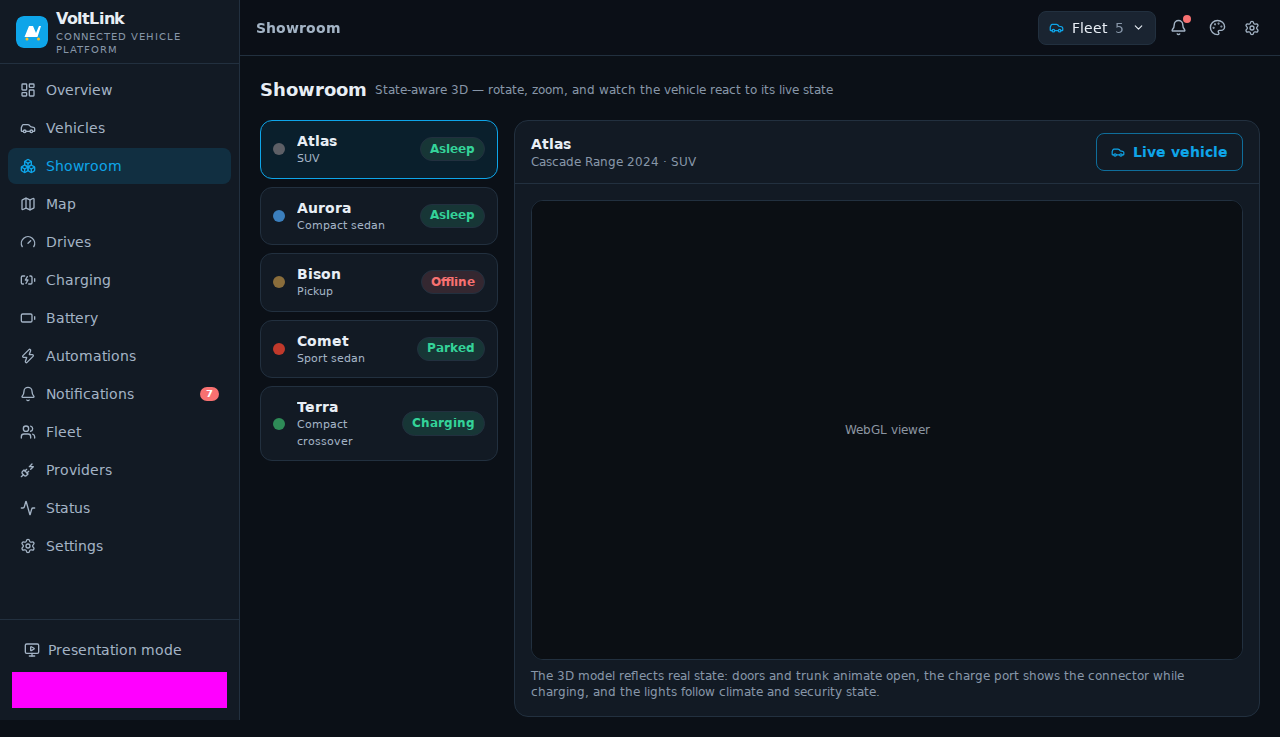 VoltLink
CONNECTED VEHICLE
PLATFORM
Overview
Vehicles
Showroom
Map
Drives
Charging
Battery
Automations
Notifications 7
Fleet
Providers
Status
Settings
Presentation mode
Showroom
Fleet 5
Showroom State-aware 3D — rotate, zoom, and watch the vehicle react to its live state
Atlas
SUV
Asleep
Aurora
Compact sedan
Asleep
Bison
Pickup
Offline
Comet
Sport sedan
Parked
Terra
Compact
crossover
Charging
Atlas
Cascade Range 2024 · SUV
Live vehicle
WebGL viewer
The 3D model reflects real state: doors and trunk animate open, the charge port shows the connector while
charging, and the lights follow climate and security state.